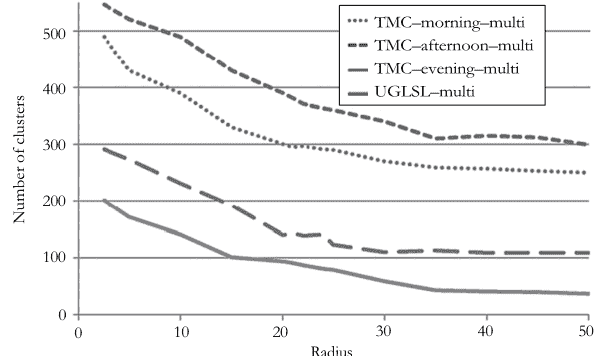 TMC–morning–multi
TMC–afternoon–multi
TMC–evening–multi
UGLSL–multi
Number of clusters
500
400
300
200
100
0
0 10 20 30 40 50
Radius